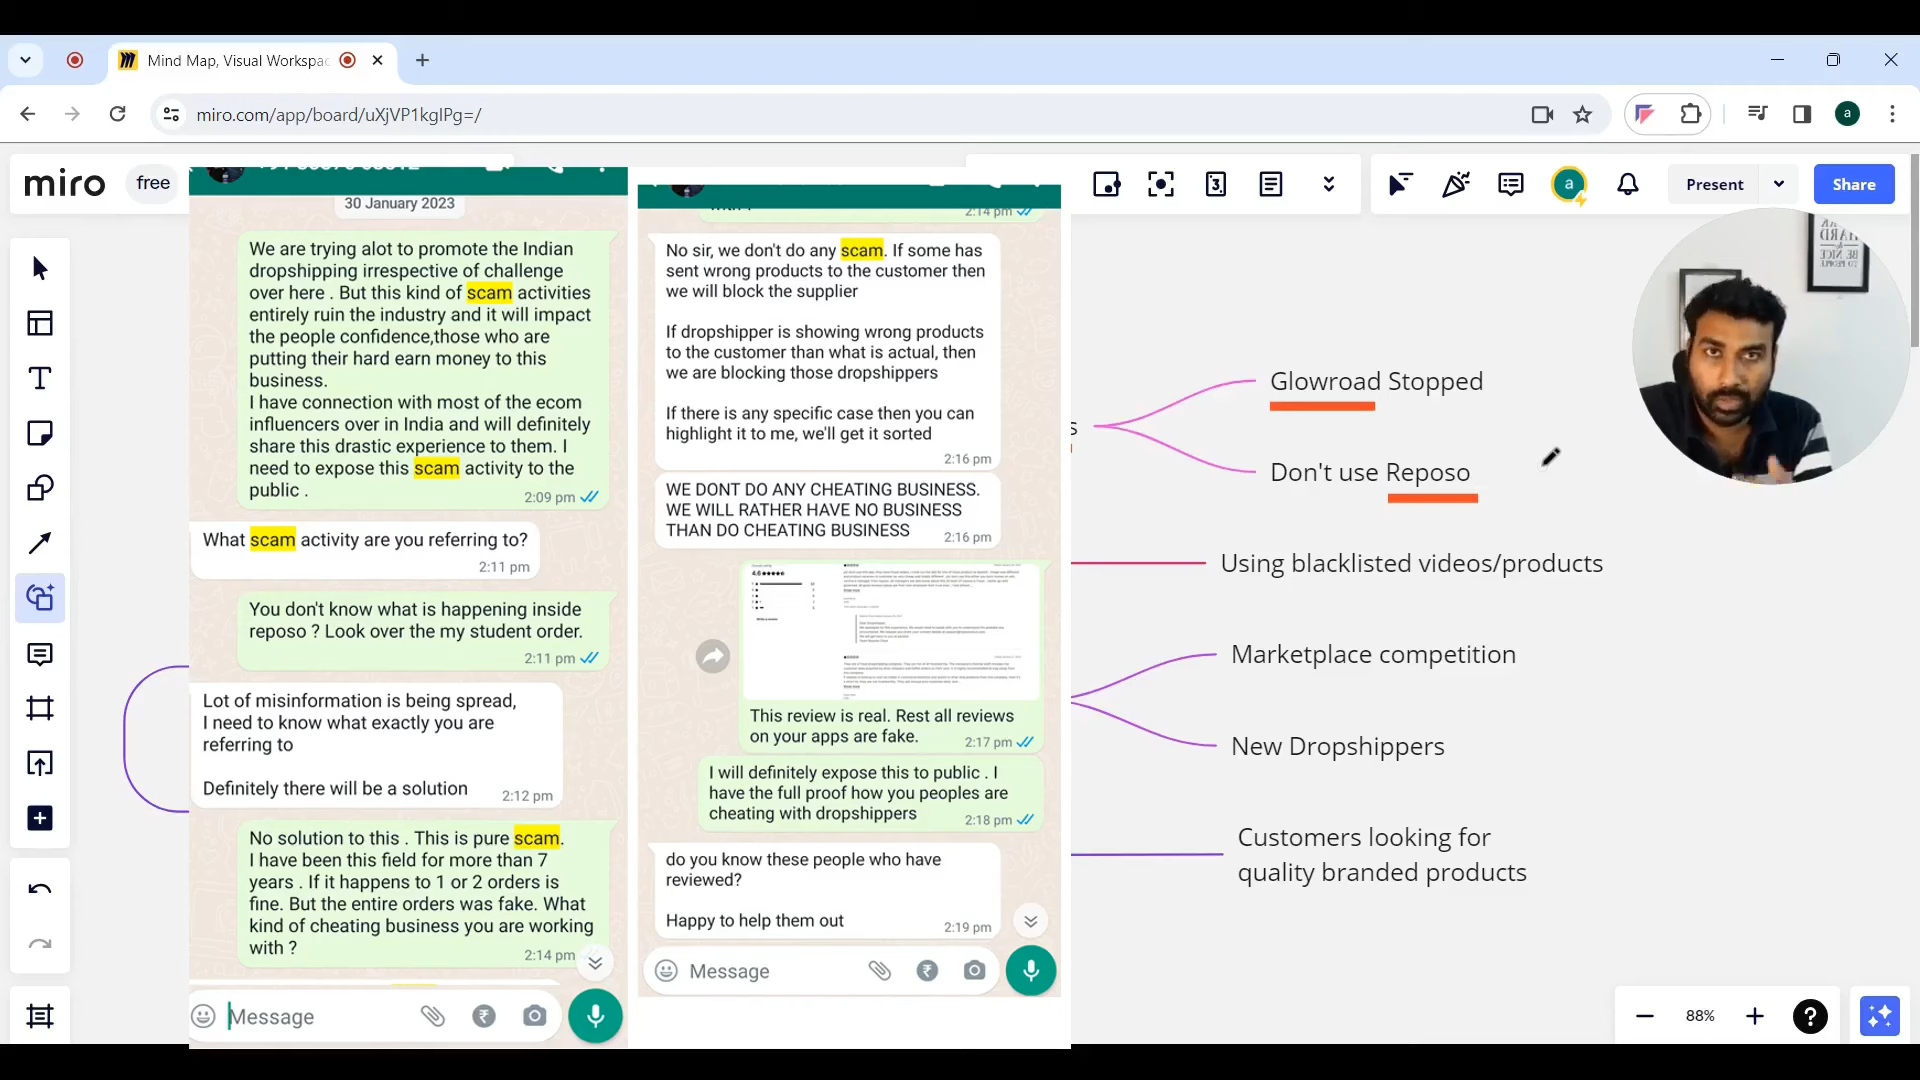 Mind Map, Visual Workspac
miro.com/app/board/uXjVP1kgIPg=/
a
miro
free
3
a
Present
Share
30 January 2023
We are trying alot to promote the Indian
dropshipping irrespective of challenge
over here . But this kind of scam activities
entirely ruin the industry and it will impact
the people confidence,those who are
putting their hard earn money to this
business.
I have connection with most of the ecom
influencers over in India and will definitely
share this drastic experience to them. I
need to expose this scam activity to the
public .
2:09 pm
What scam activity are you referring to?
2:11 pm
You don't know what is happening inside
reposo ? Look over the my student order.
2:11 pm
Lot of misinformation is being spread,
I need to know what exactly you are
referring to
Definitely there will be a solution
2:12 pm
No solution to this . This is pure scam.
I have been this field for more than 7
years . If it happens to 1 or 2 orders is
fine. But the entire orders was fake. What
kind of cheating business you are working
with ?
2:14 pm
Message
2:14 pm
No sir, we don't do any scam. If some has
sent wrong products to the customer then
we will block the supplier
If dropshipper is showing wrong products
to the customer than what is actual, then
we are blocking those dropshippers
If there is any specific case then you can
highlight it to me, we'll get it sorted
2:16 pm
WE DONT DO ANY CHEATING BUSINESS.
WE WILL RATHER HAVE NO BUSINESS
THAN DO CHEATING BUSINESS
2:16 pm
4.6
This review is real. Rest all reviews
on your apps are fake.
2:17 pm
I will definitely expose this to public . I
have the full proof how you peoples are
cheating with dropshippers
2:18 pm
do you know these people who have
reviewed?
Happy to help them out
2:19 pm
Message
s
Glowroad Stopped
Don't use Reposo
Using blacklisted videos/products
Marketplace competition
New Dropshippers
Customers looking for
quality branded products
88%